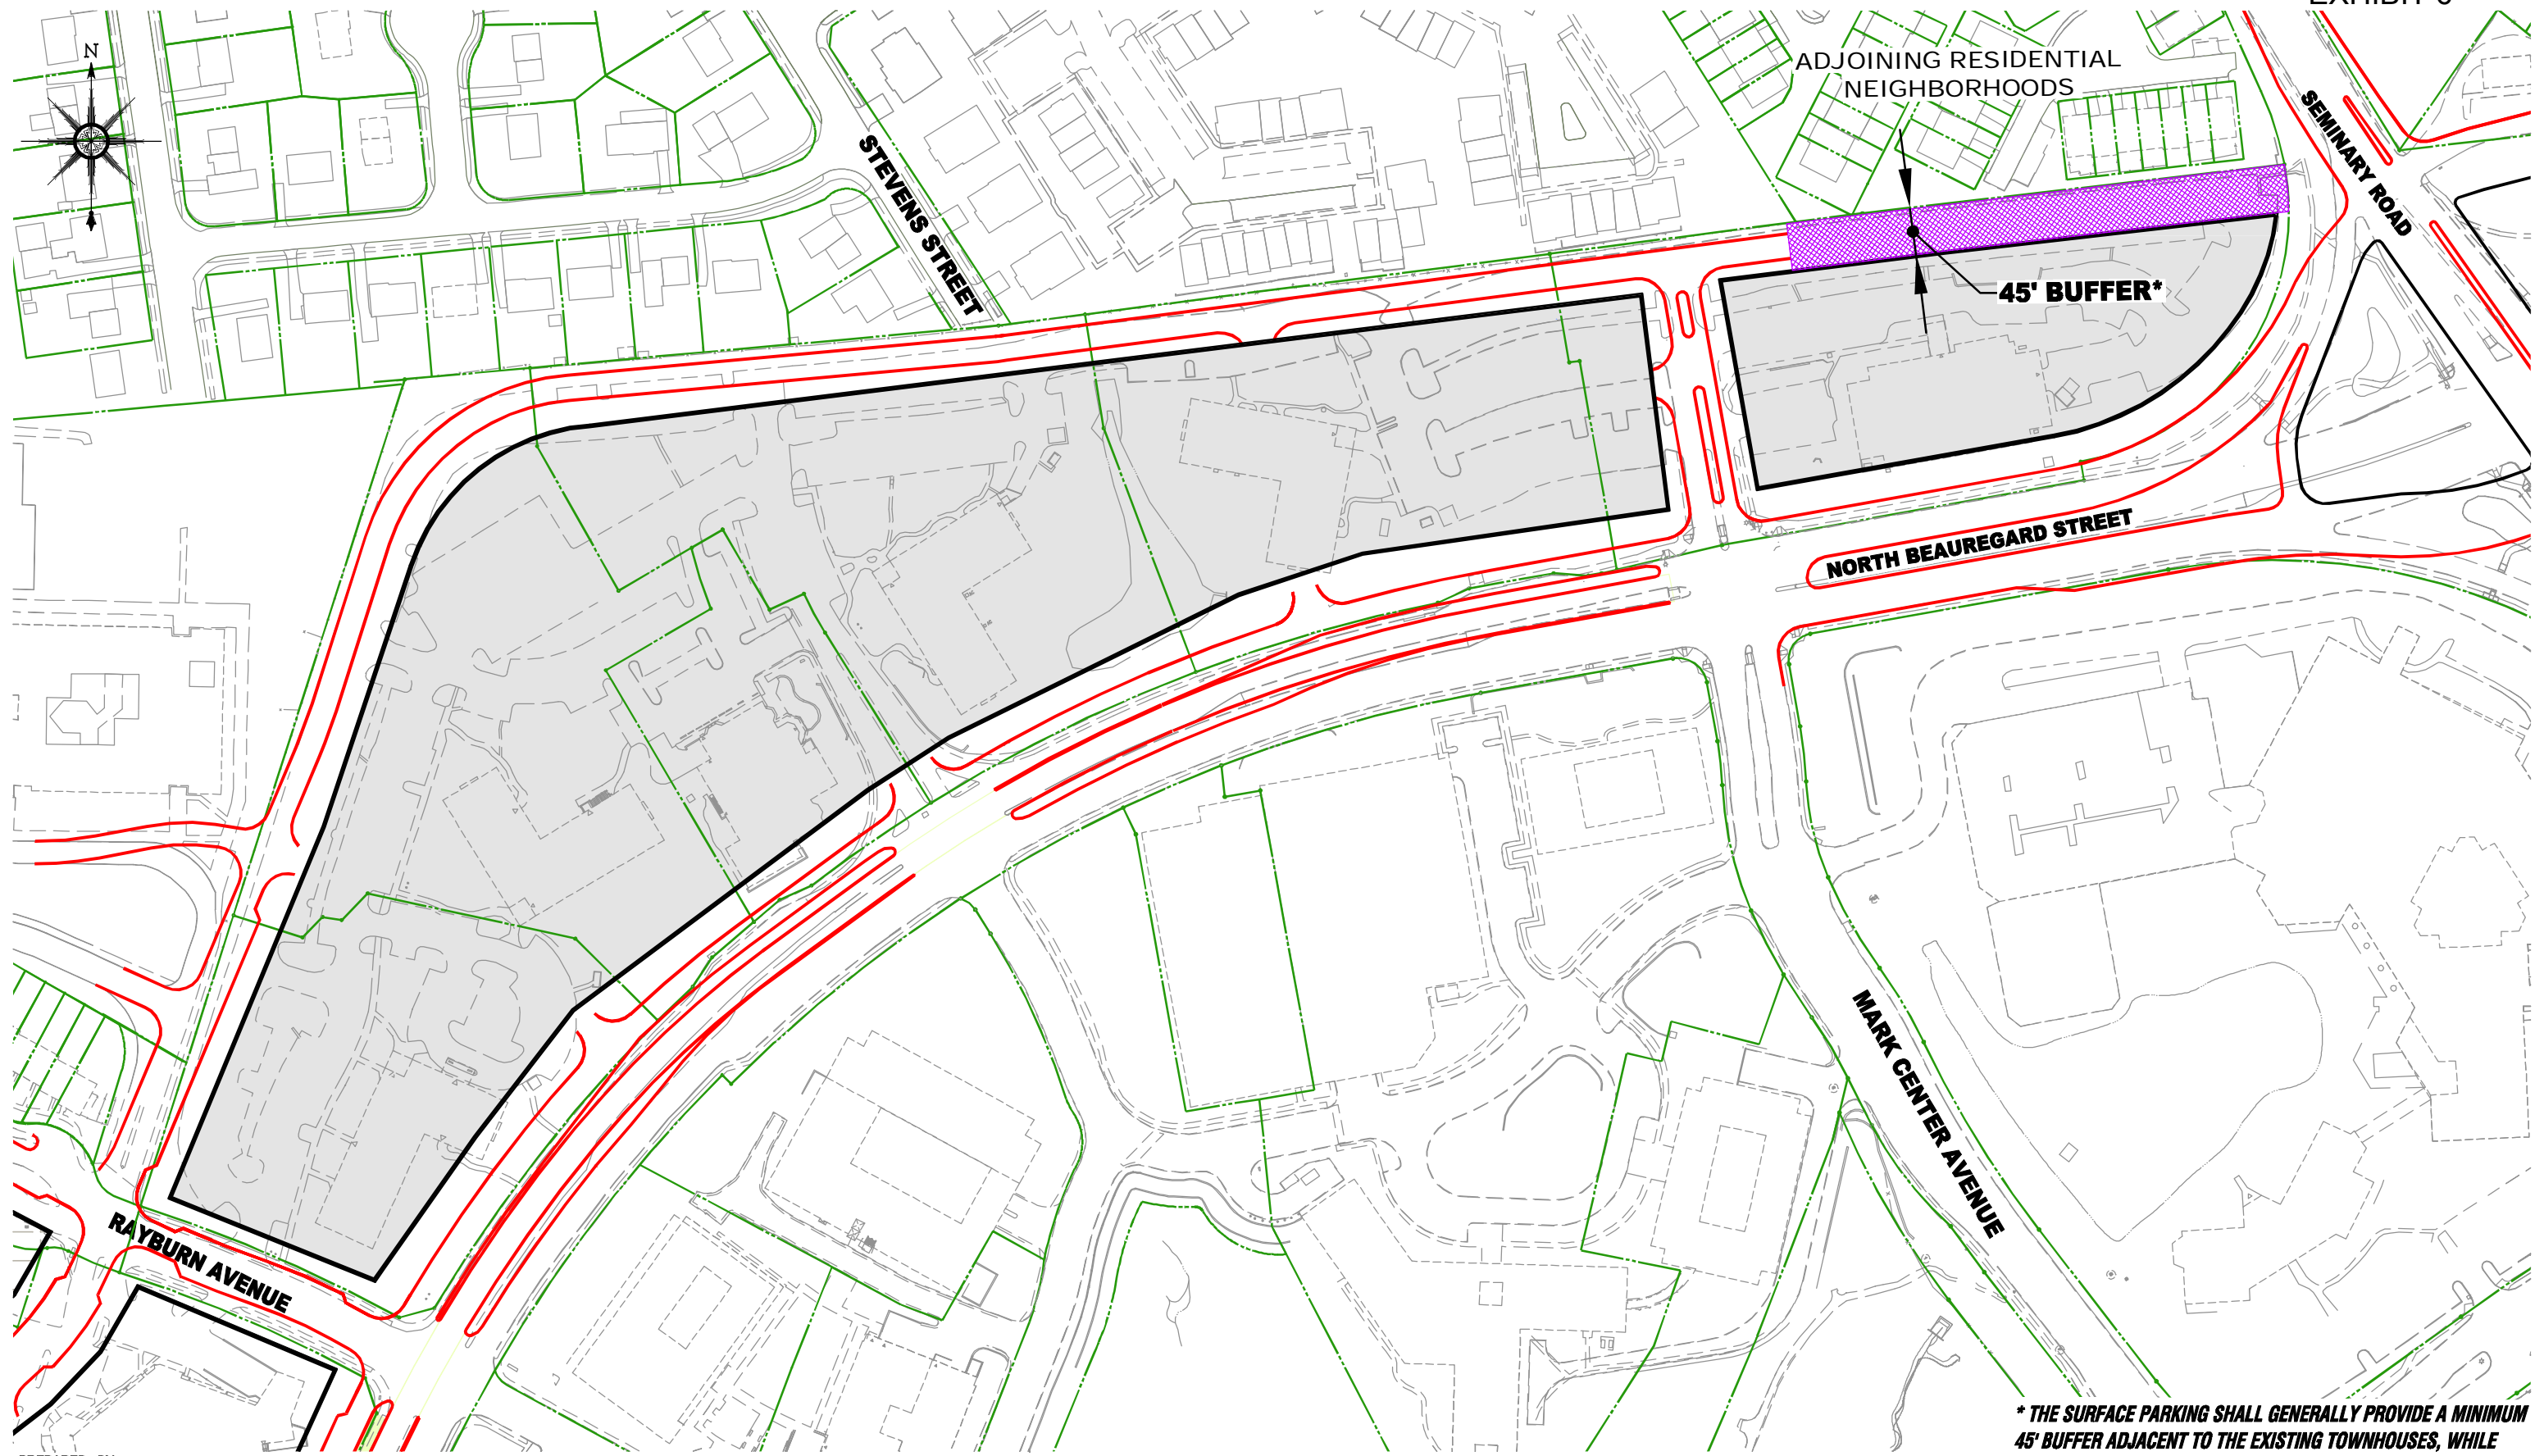 N
ADJOINING RESIDENTIAL
NEIGHBORHOODS
SEMINARY ROAD
STEVENS STREET
45' BUFFER*
NORTH BEAUREGARD STREET
MARK CENTER AVENUE
RAYBURN AVENUE
* THE SURFACE PARKING SHALL GENERALLY PROVIDE A MINIMUM
45' BUFFER ADJACENT TO THE EXISTING TOWNHOUSES, WHILE